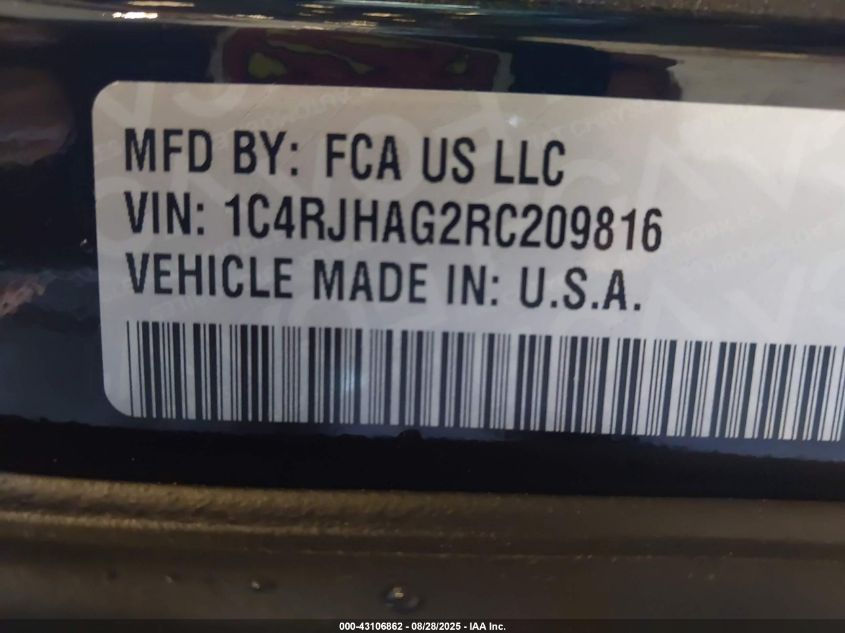 MFD BY: FCA US LLC
VIN: 1C4RJHAG2RC209816
VEHICLE MADE IN: U.S.A.
000-43106862 - 08/28/2025 - IAA Inc.